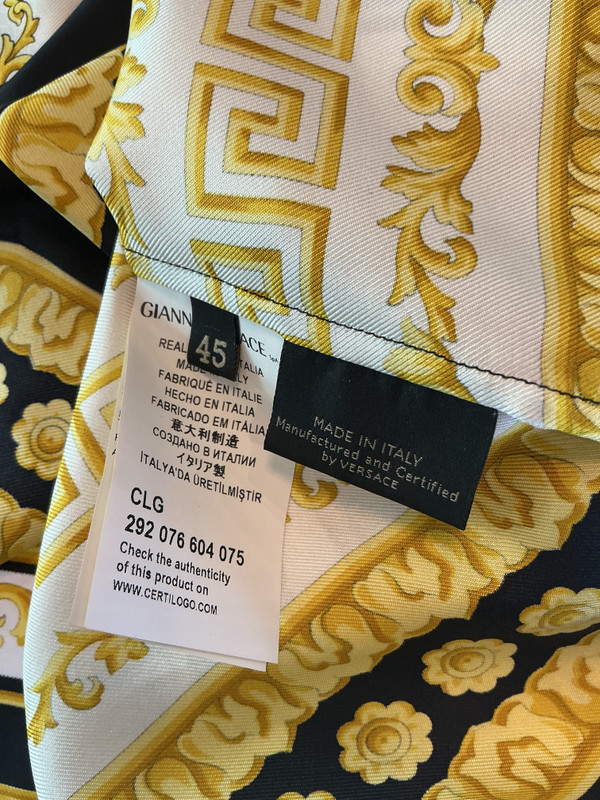 GIANN
ACE
45
REAL
ITALIA
MADE
LY
FABRIQUÉ EN ITALIE
HECHO EN ITALIA
FABRICADO EM ITÁLIA
意大利制造
СОЗДАНО В ИТАЛИИ
イタリア製
İTALYA'DA ÜRETİLMİŞTİR
CLG
292 076 604 075
Check the authenticity
of this product on
WWW.CERTILOGO.COM
MADE IN ITALY
Manufactured and Certified
by VERSACE